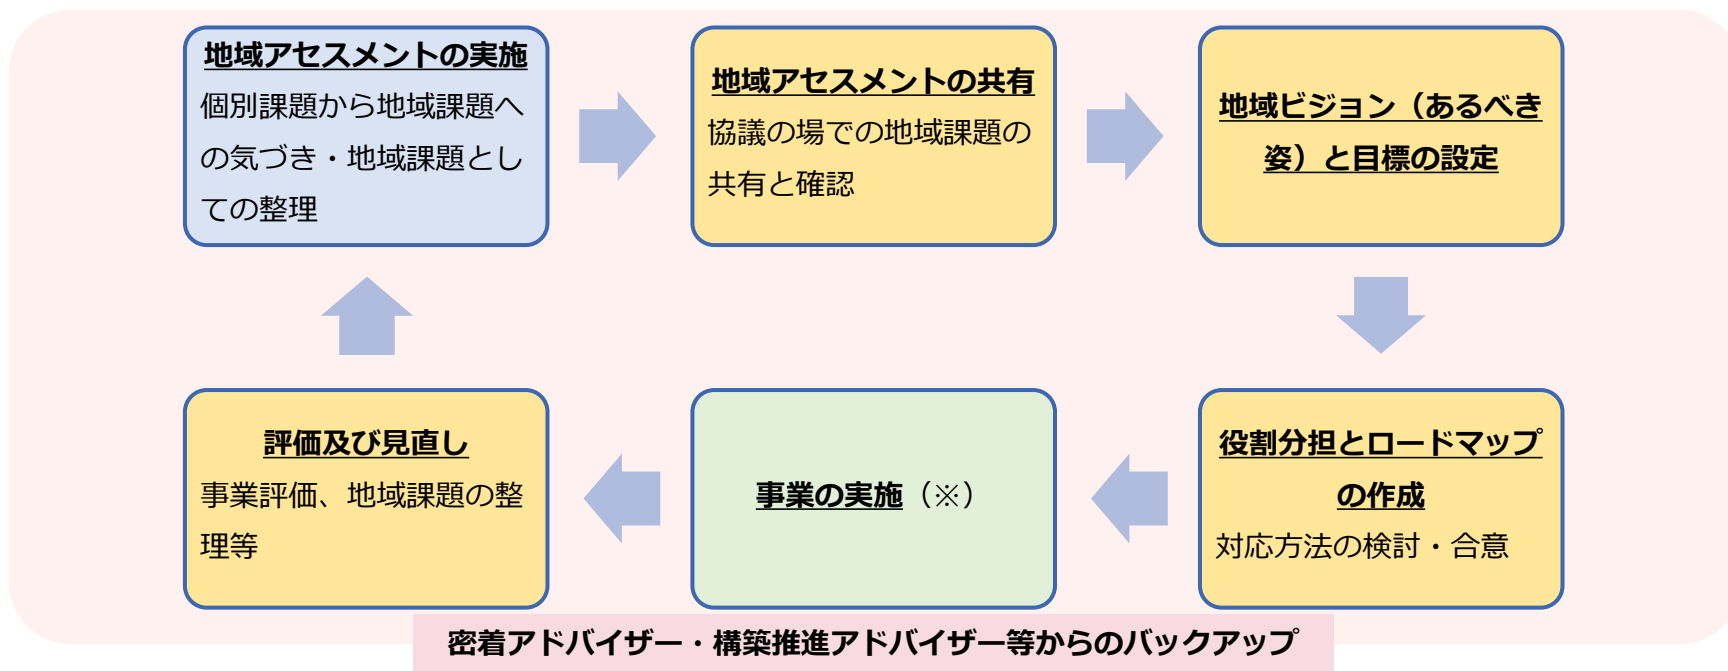 地域アセスメントの実施
個別課題から地域課題へ
の気づき・地域課題とし
ての整理
地域アセスメントの共有
協議の場での地域課題の
共有と確認
地域ビジョン（あるべき
姿）と目標の設定
役割分担とロードマップ
の作成
対応方法の検討・合意
事業の実施（※）
評価及び見直し
事業評価、地域課題の整
理等
密着アドバイザー・構築推進アドバイザー等からのバックアップ